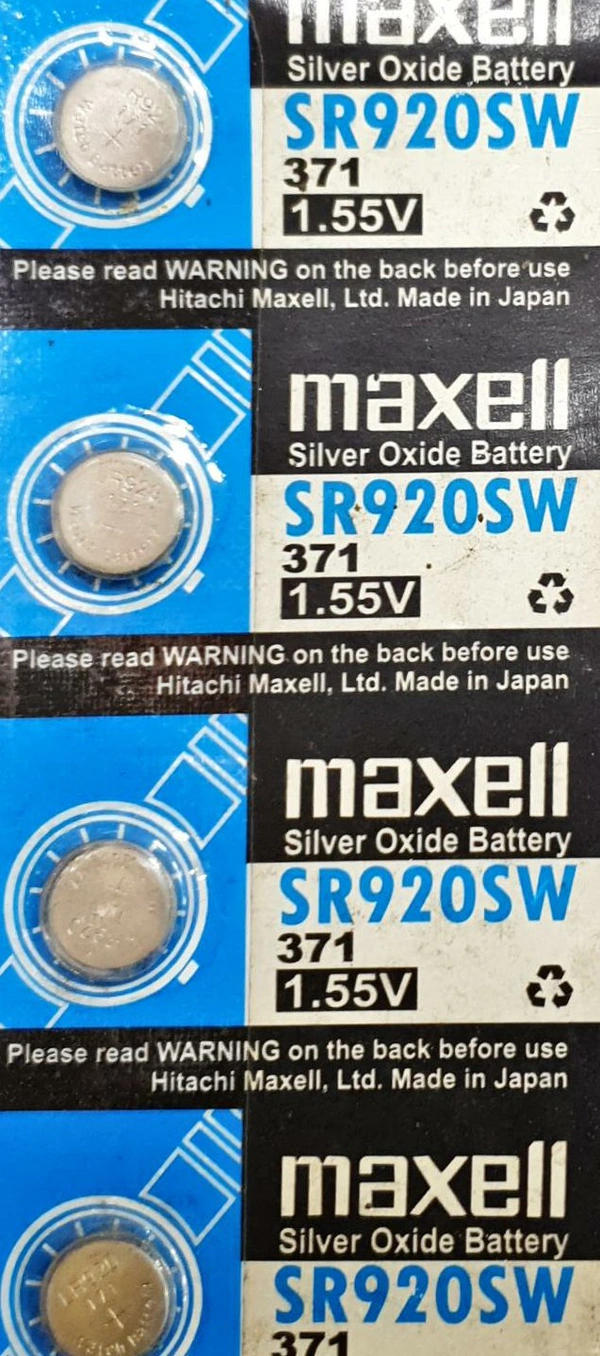 maxell
Silver Oxide Battery
SR920SW
371
1.55V
Please read WARNING on the back before use
Hitachi Maxell, Ltd. Made in Japan
maxell
Silver Oxide Battery
SR920SW
371
1.55V
Please read WARNING on the back before use
Hitachi Maxell, Ltd. Made in Japan
maxell
Silver Oxide Battery
SR920SW
371
1.55V
Please read WARNING on the back before use
Hitachi Maxell, Ltd. Made in Japan
maxell
Silver Oxide Battery
SR920SW
371